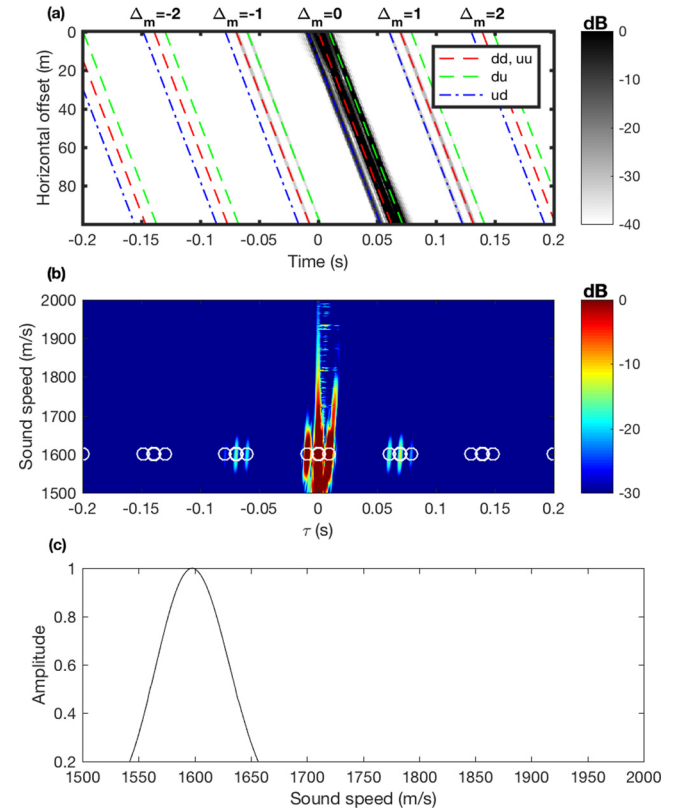 (a) Δm=-2 Δm=-1 Δm=0 Δm=1 Δm=2 dB
Horizontal offset (m)
0
20
40
60
80
dd, uu
du
ud
0
-10
-20
-30
-40
-0.2 -0.15 -0.1 -0.05 0 0.05 0.1 0.15 0.2
Time (s)
(b) dB
Sound speed (m/s)
2000
1900
1800
1700
1600
1500
0
-10
-20
-30
-0.2 -0.15 -0.1 -0.05 0 0.05 0.1 0.15 0.2
τ (s)
(c)
Amplitude
1
0.8
0.6
0.4
0.2
1500 1550 1600 1650 1700 1750 1800 1850 1900 1950 2000
Sound speed (m/s)